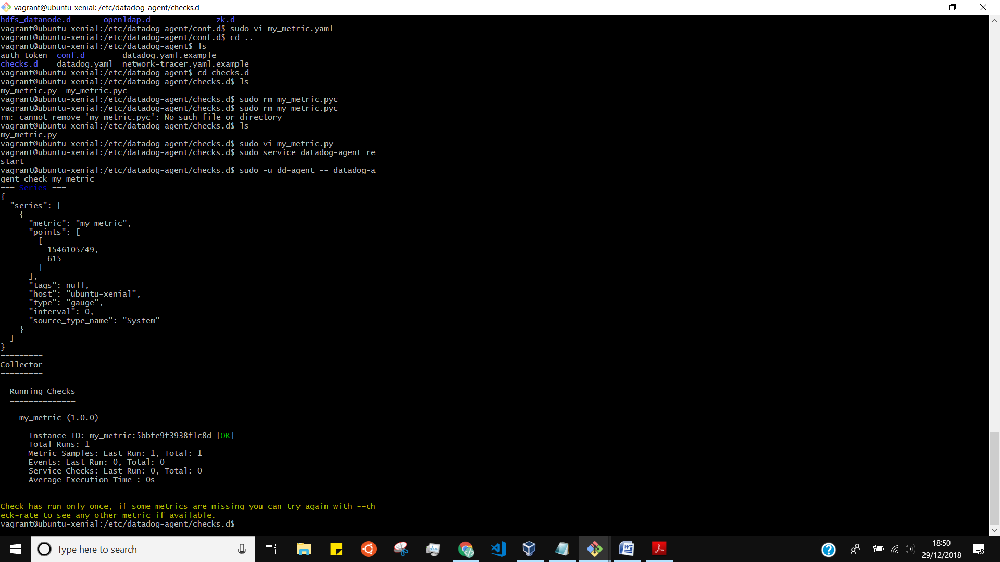 vagrant@ubuntu-xenial: /etc/datadog-agent/checks.d
hdfs_datanode.d       openldap.d              zk.d
vagrant@ubuntu-xenial:/etc/datadog-agent/conf.d$ sudo vi my_metric.yaml
vagrant@ubuntu-xenial:/etc/datadog-agent/conf.d$ cd ..
vagrant@ubuntu-xenial:/etc/datadog-agent$ ls
auth_token  conf.d        datadog.yaml.example
checks.d    datadog.yaml  network-tracer.yaml.example
vagrant@ubuntu-xenial:/etc/datadog-agent$ cd checks.d
vagrant@ubuntu-xenial:/etc/datadog-agent/checks.d$ ls
my_metric.py  my_metric.pyc
vagrant@ubuntu-xenial:/etc/datadog-agent/checks.d$ sudo rm my_metric.pyc
vagrant@ubuntu-xenial:/etc/datadog-agent/checks.d$ sudo rm my_metric.pyc
rm: cannot remove 'my_metric.pyc': No such file or directory
vagrant@ubuntu-xenial:/etc/datadog-agent/checks.d$ ls
my_metric.py
vagrant@ubuntu-xenial:/etc/datadog-agent/checks.d$ sudo vi my_metric.py
vagrant@ubuntu-xenial:/etc/datadog-agent/checks.d$ sudo service datadog-agent re
start
vagrant@ubuntu-xenial:/etc/datadog-agent/checks.d$ sudo -u dd-agent -- datadog-a
gent check my_metric
=== Series ===
{
  "series": [
    {
      "metric": "my_metric",
      "points": [
        [
          1546105749,
          615
        ]
      ],
      "tags": null,
      "host": "ubuntu-xenial",
      "type": "gauge",
      "interval": 0,
      "source_type_name": "System"
    }
  ]
}
=========
Collector
=========
  Running Checks
  ==============
    my_metric (1.0.0)
    -----------------
      Instance ID: my_metric:5bbfe9f3938f1c8d [OK]
      Total Runs: 1
      Metric Samples: Last Run: 1, Total: 1
      Events: Last Run: 0, Total: 0
      Service Checks: Last Run: 0, Total: 0
      Average Execution Time : 0s
Check has run only once, if some metrics are missing you can try again with --ch
eck-rate to see any other metric if available.
vagrant@ubuntu-xenial:/etc/datadog-agent/checks.d$
Type here to search
18:50
29/12/2018